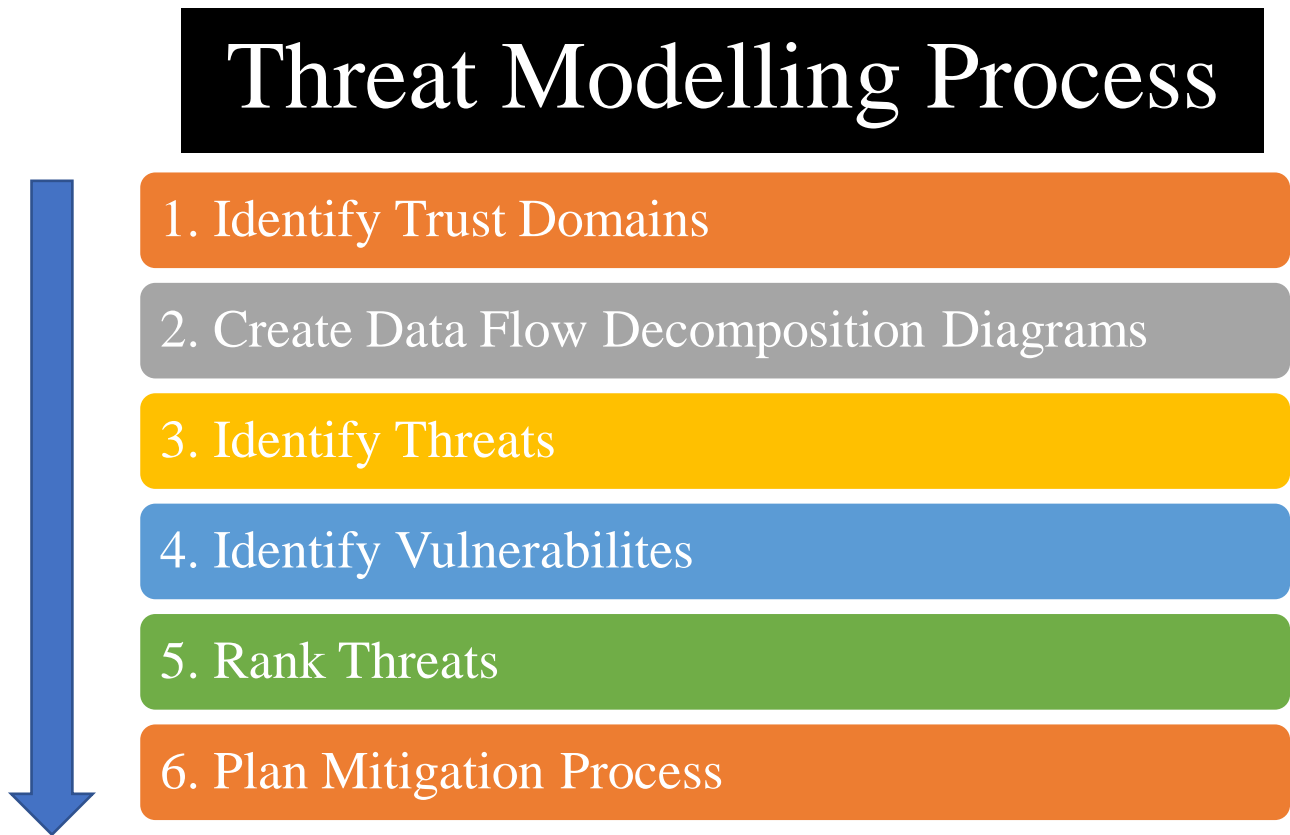 Threat Modelling Process
1. Identify Trust Domains
2. Create Data Flow Decomposition Diagrams
3. Identify Threats
4. Identify Vulnerabilites
5. Rank Threats
6. Plan Mitigation Process